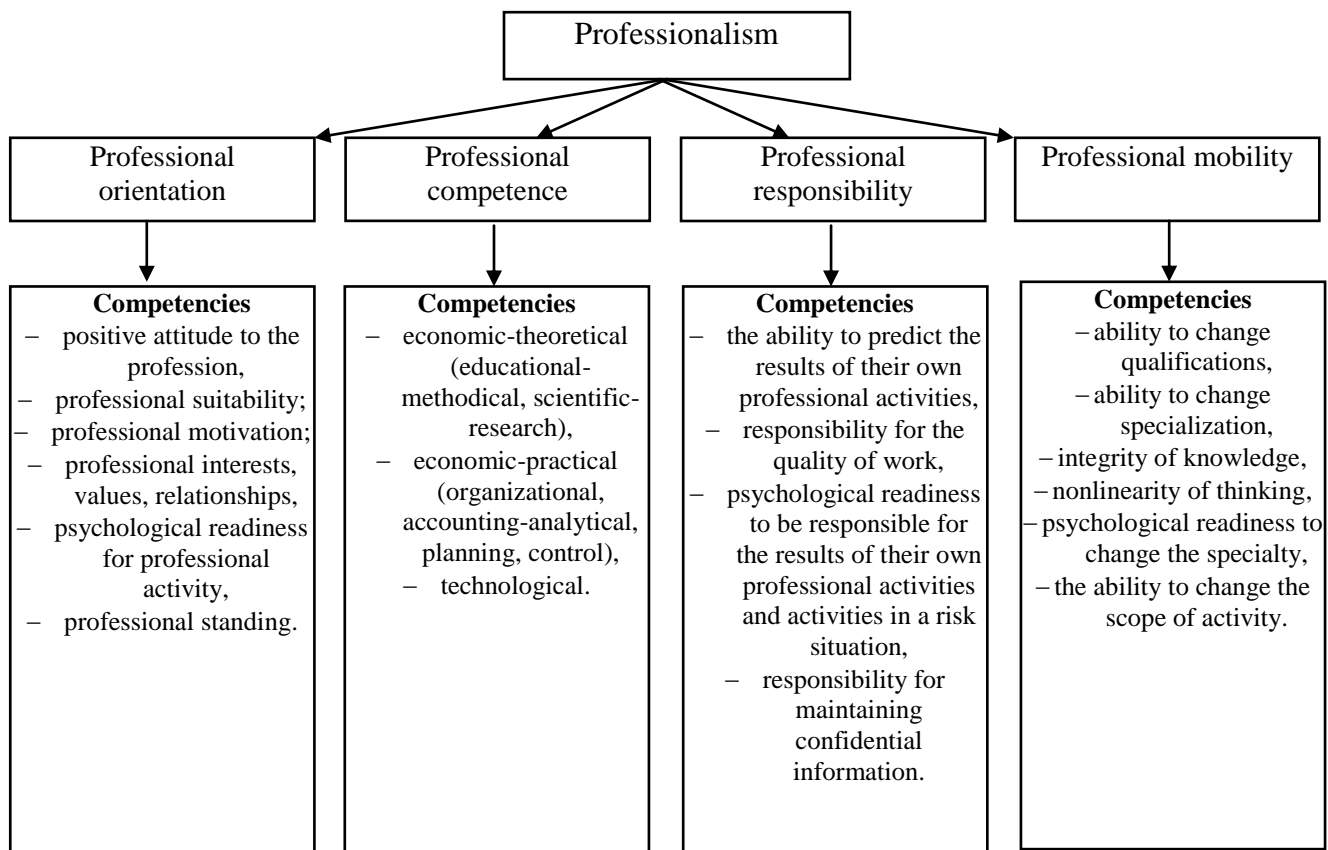 Professionalism
Professional
orientation
Professional
competence
Professional
responsibility
Professional mobility
Competencies
– positive attitude to the
profession,
– professional suitability;
– professional motivation;
– professional interests,
values, relationships,
– psychological readiness
for professional
activity,
– professional standing.
Competencies
– economic-theoretical
(educational-
methodical, scientific-
research),
– economic-practical
(organizational,
accounting-analytical,
planning, control),
– technological.
Competencies
– the ability to predict the
results of their own
professional activities,
– responsibility for the
quality of work,
– psychological readiness
to be responsible for
the results of their own
professional activities
and activities in a risk
situation,
– responsibility for
maintaining
confidential
information.
Competencies
– ability to change
qualifications,
– ability to change
specialization,
– integrity of knowledge,
– nonlinearity of thinking,
– psychological readiness to
change the specialty,
– the ability to change the
scope of activity.